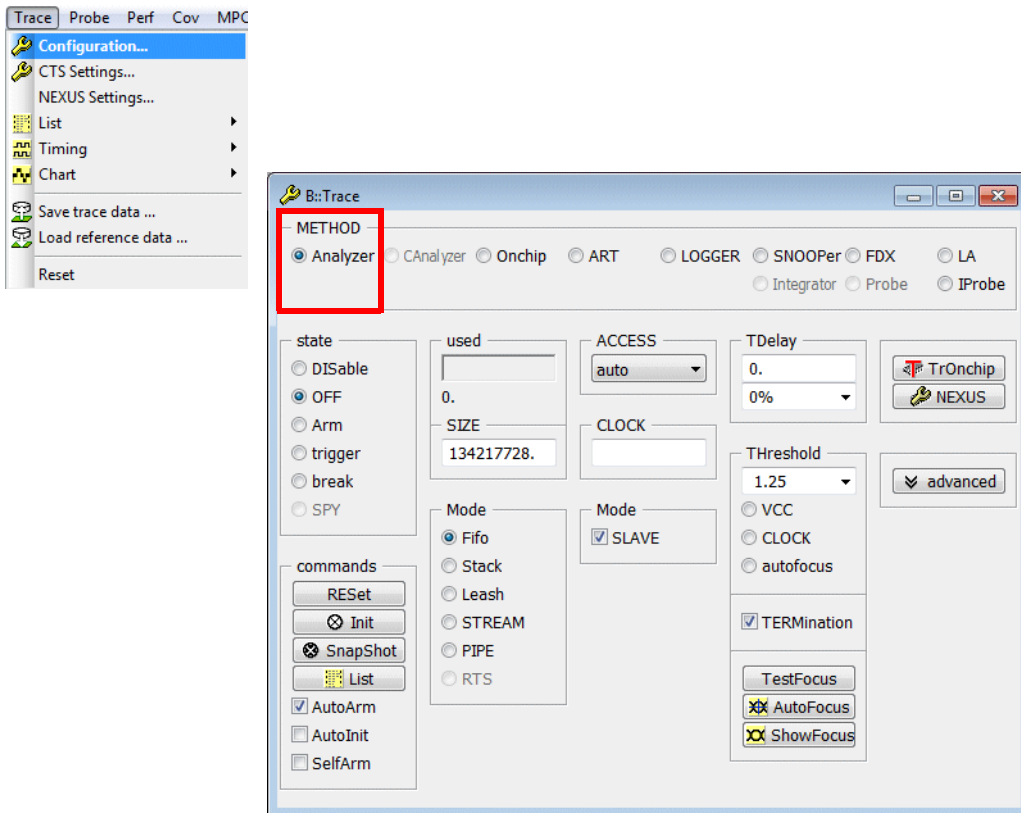 Trace Probe Perf Cov MPC
Configuration...
CTS Settings...
NEXUS Settings...
List
Timing
Chart
Save trace data ...
Load reference data ...
Reset
B::Trace
METHOD
Analyzer CAnalyzer Onchip ART LOGGER SNOOPer FDX LA
Integrator Probe IProbe
state
DISable
OFF
Arm
trigger
break
SPY
commands
RESet
Init
SnapShot
List
AutoArm
AutoInit
SelfArm
used
0.
SIZE
134217728.
Mode
Fifo
Stack
Leash
STREAM
PIPE
RTS
ACCESS
auto
CLOCK
Mode
SLAVE
TDelay
0.
0%
THreshold
1.25
VCC
CLOCK
autofocus
TERMination
TestFocus
AutoFocus
ShowFocus
TrOnchip
NEXUS
advanced